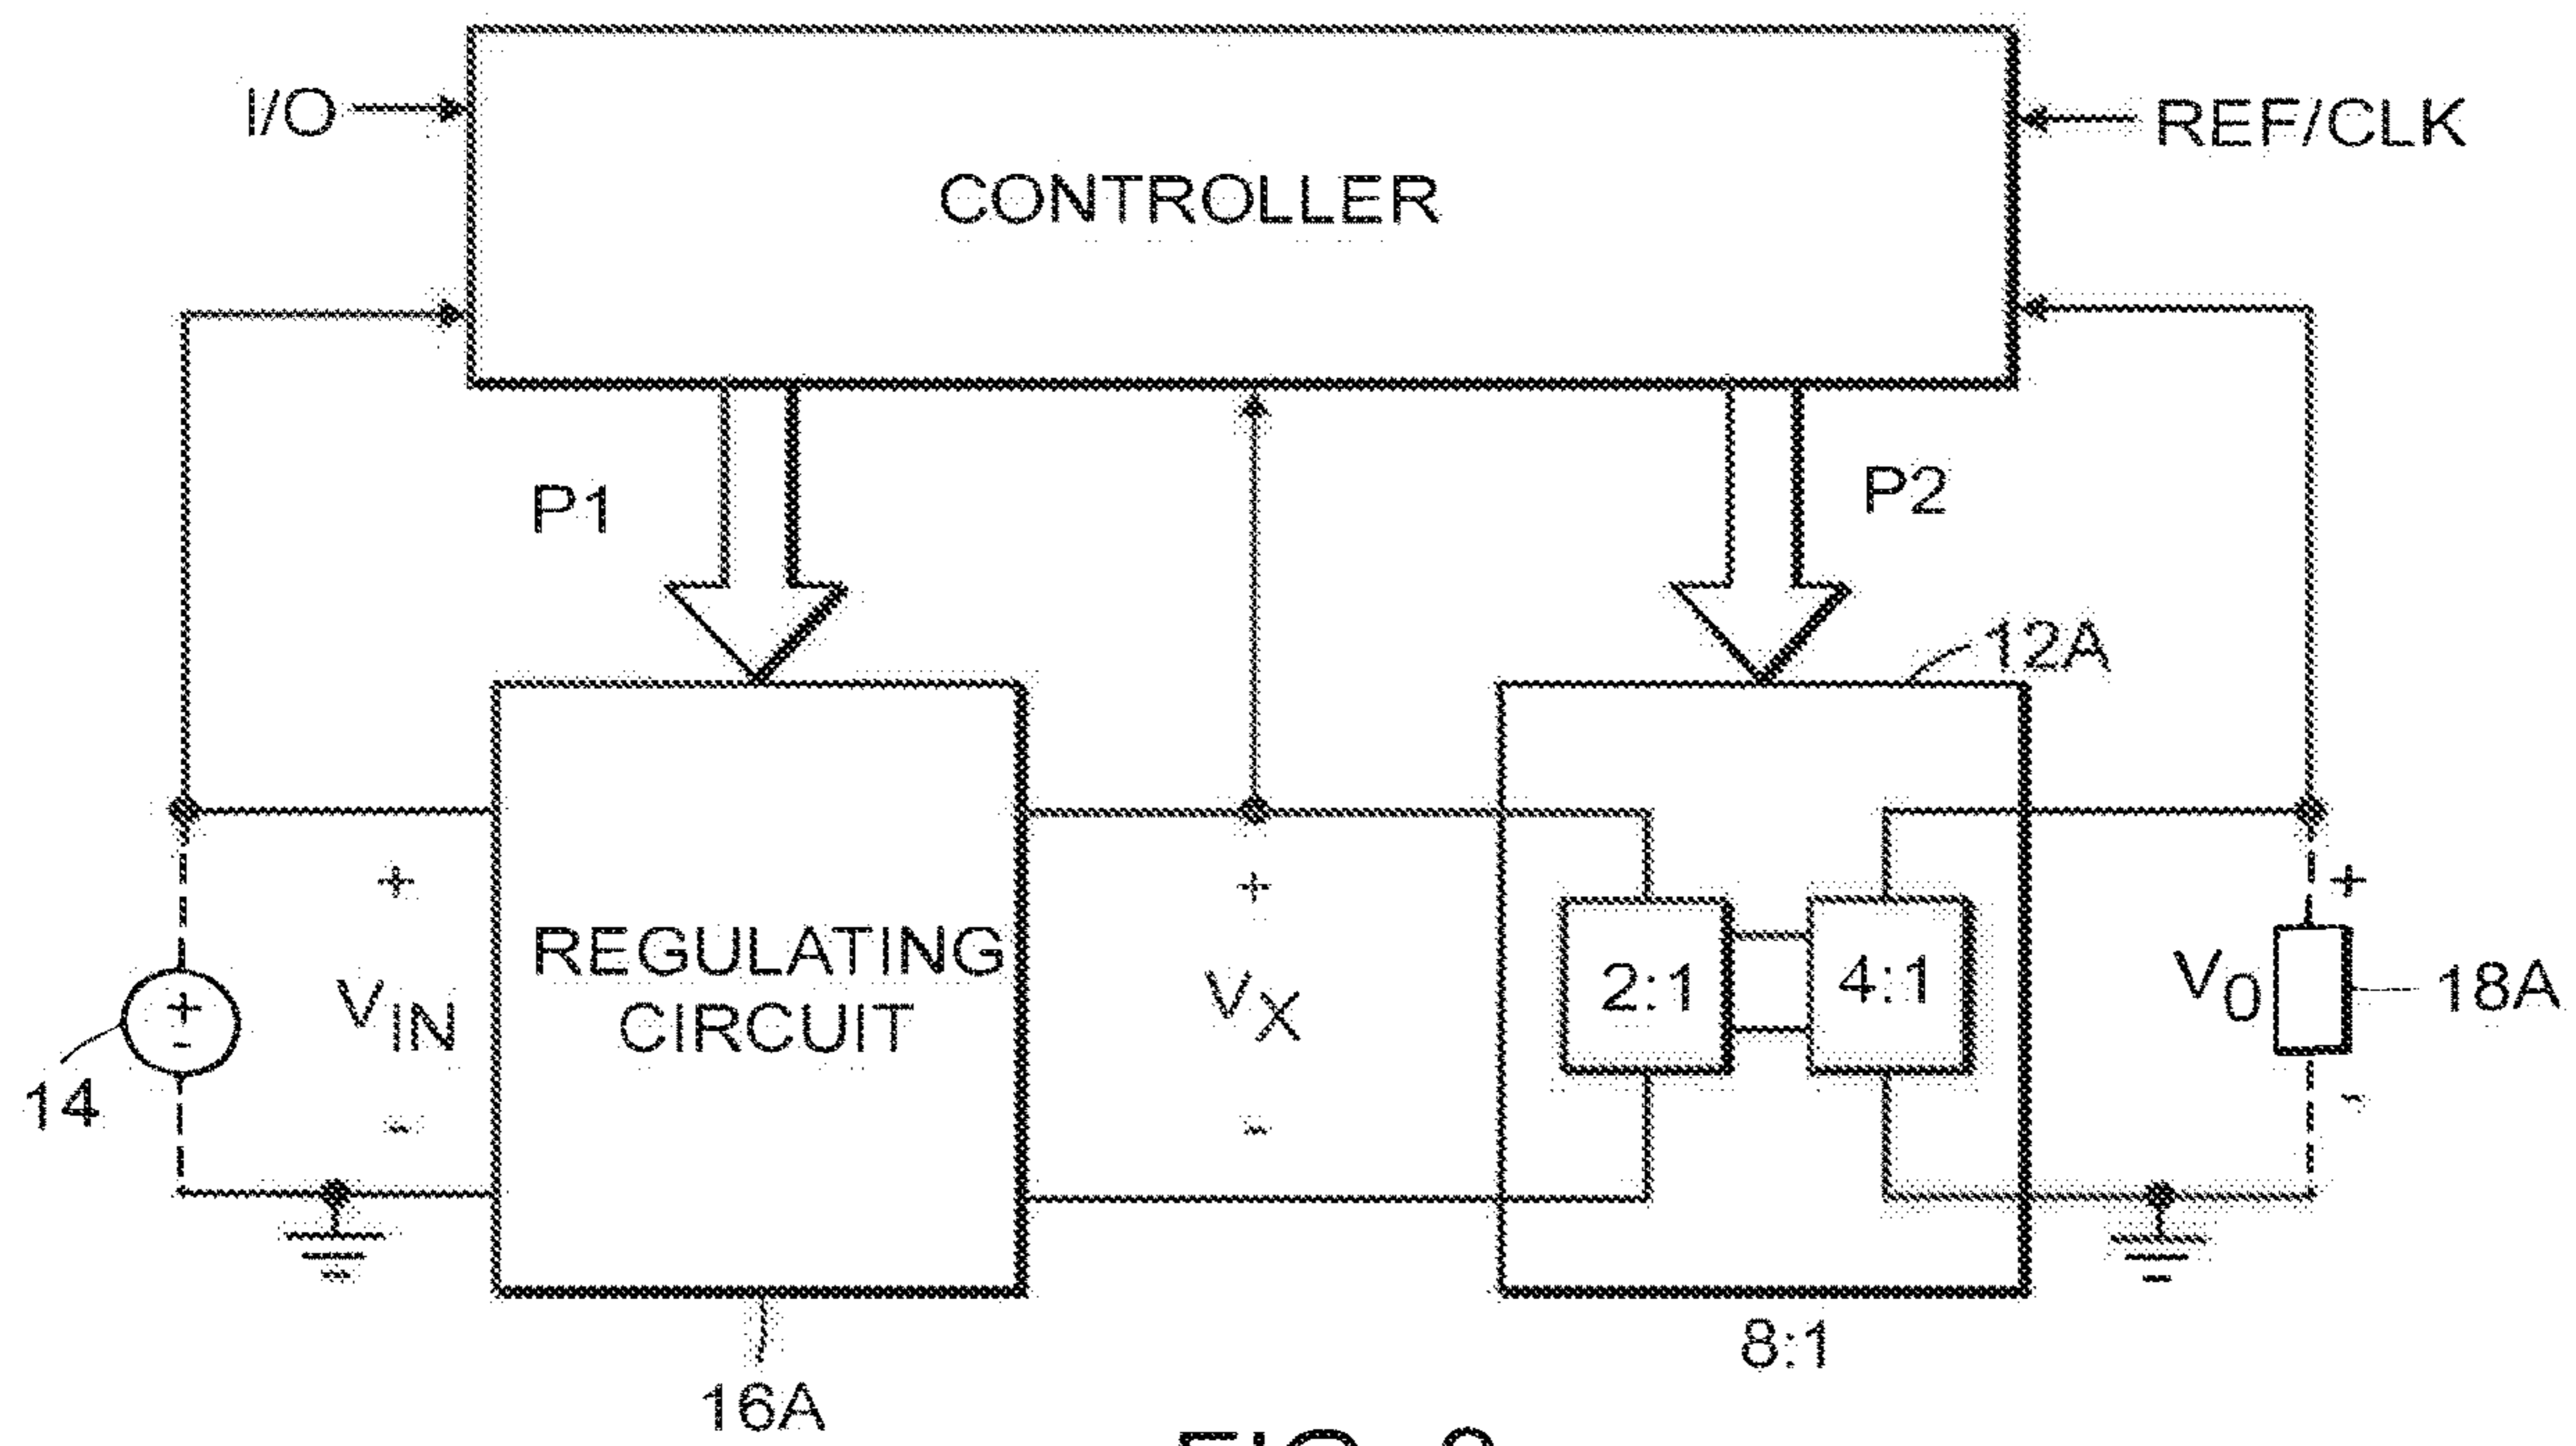 I/O
REF/CLK
CONTROLLER
P1
P2
12A
+
+
+
+
-
VIN
REGULATING
CIRCUIT
VX
2:1
4:1
VO
18A
14
-
-
-
8:1
16A